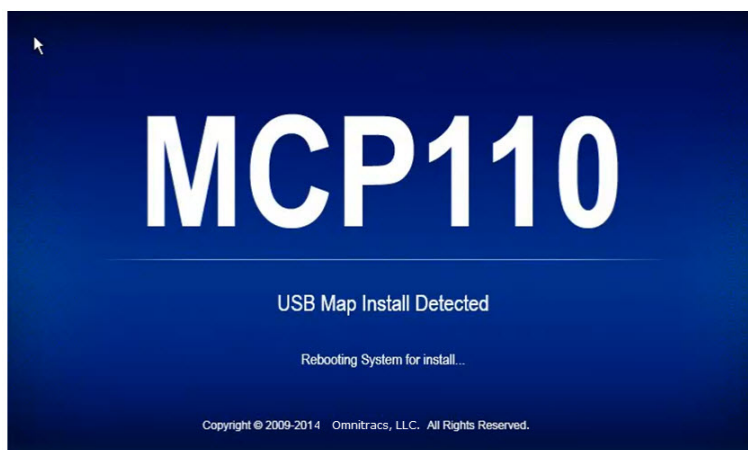 MCP110
USB Map Install Detected
Rebooting System for install...
Copyright © 2009-2014 Omnitracs, LLC. All Rights Reserved.